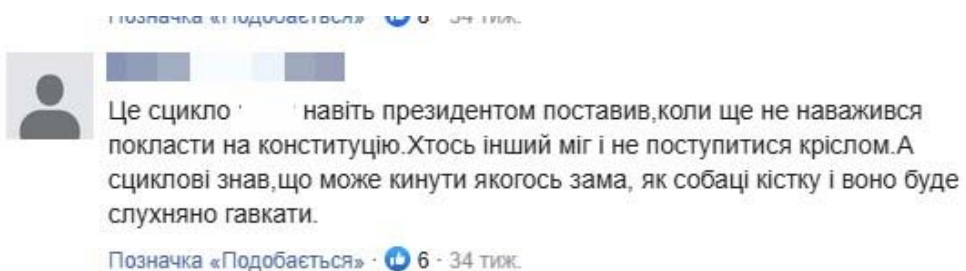 Позначка «Подобається» · 6 · 34 тиж.
Це сцикло навіть президентом поставив,коли ще не наважився
покласти на конституцію.Хтось інший міг і не поступитися кріслом.А
сциклові знав,що може кинути якогось зама, як собаці кістку і воно буде
слухняно гавкати.
Позначка «Подобається» · 6 · 34 тиж.